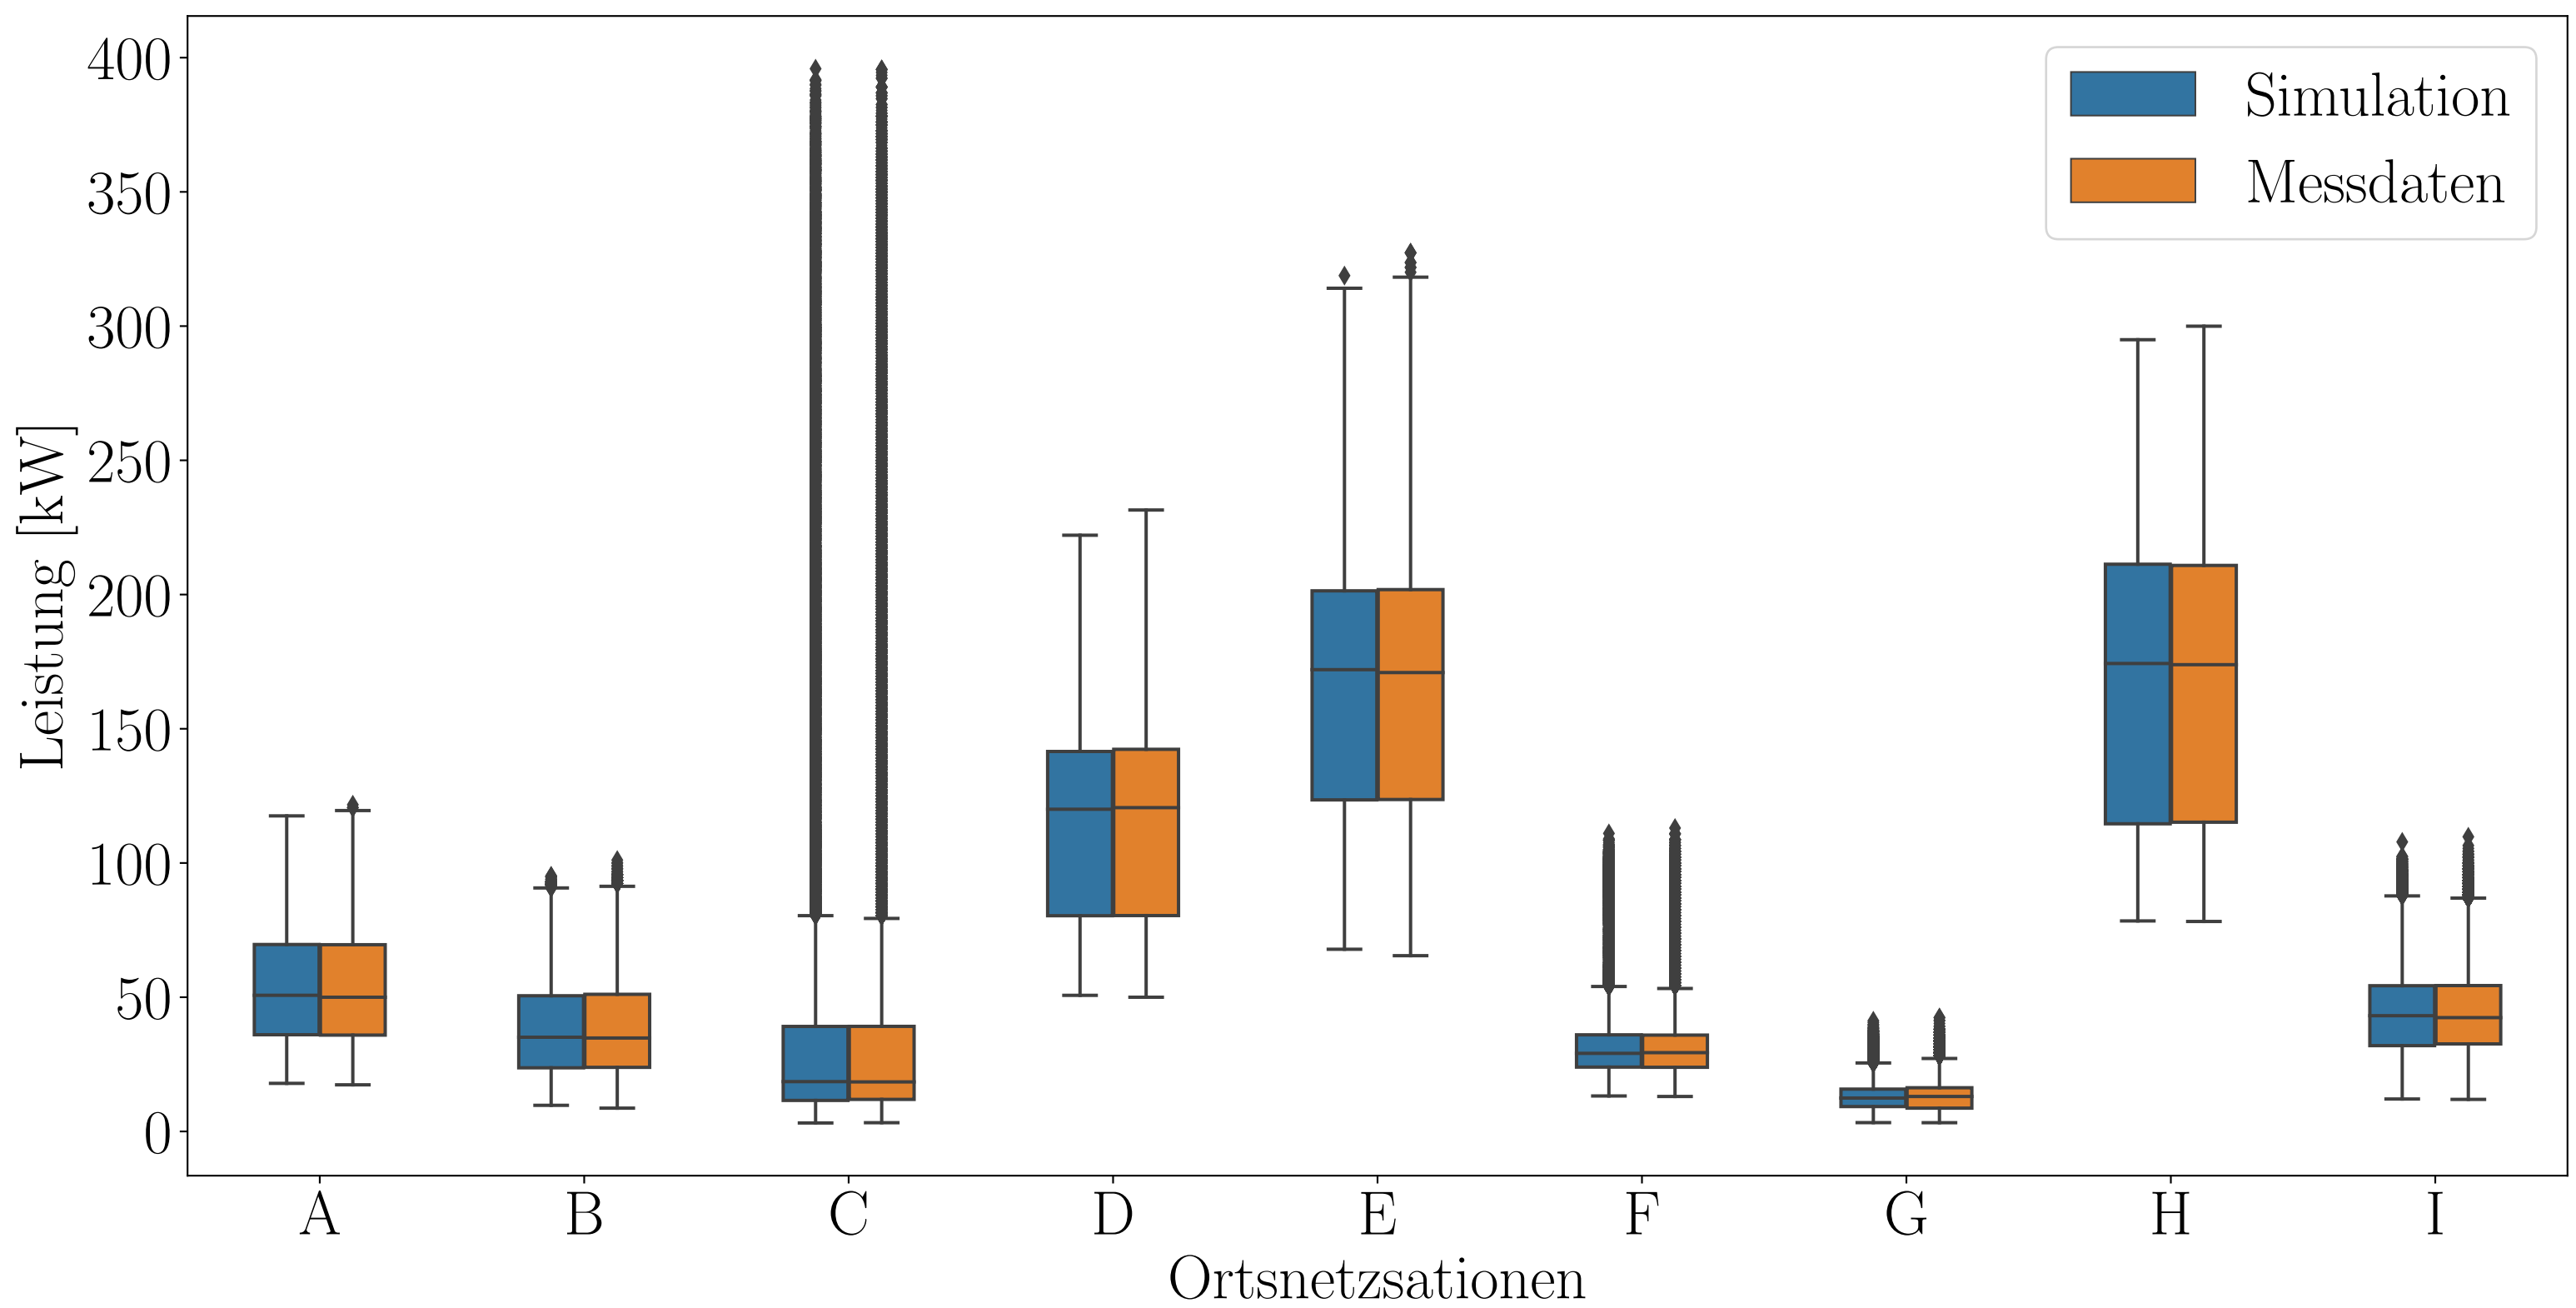 Leistung [kW]
400
350
300
250
200
150
100
50
0
Simulation
Messdaten
A B C D E F G H I
Ortsnetzsationen